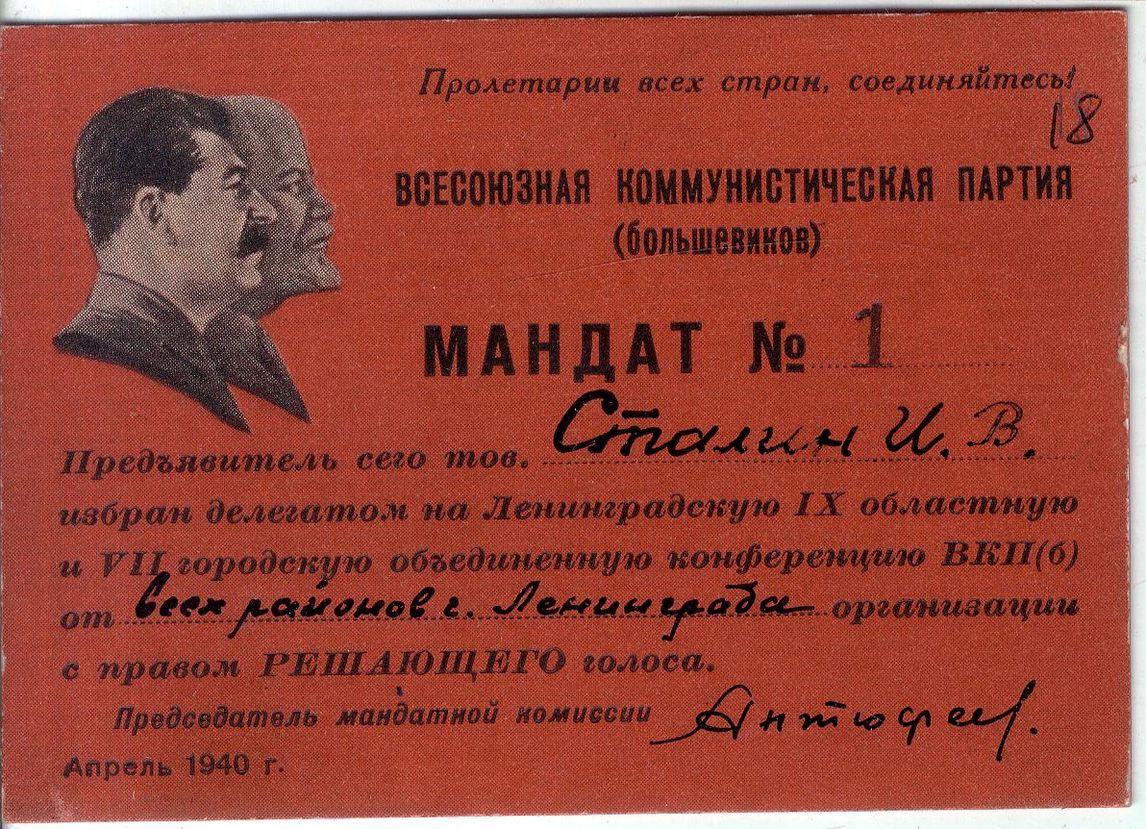 Пролетарии всех стран, соединяйтесь!
18
ВСЕСОЮЗНАЯ КОММУНИСТИЧЕСКАЯ ПАРТИЯ
(большевиков)
МАНДАТ № 1
Предъявитель сего тов. Сталин И. В.
избран делегатом на Ленинградскую IX областную
и VII городскую объединенную конференцию ВКП(б)
от всех районов г. Ленинграда организации
с правом РЕШАЮЩЕГО голоса.
Председатель мандатной комиссии Антюфеев.
Апрель 1940 г.